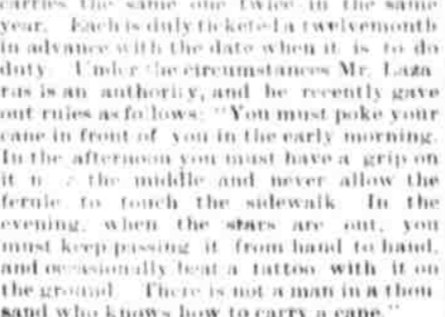 carries the same one twice in the same
year. Each is duly ticketed a twelvemonth
in advance with the date when it is to do
duty Under the circumstances Mr. Laza
rus is an authority, and he recently gave
out rules as follows: "You must poke your
cane in front of you in the early morning.
In the afternoon you must have a grip on
it n the middle and never allow the
ferule to touch the sidewalk In the
evening, when the stars are out, you
must keep passing it from hand to hand,
and occasionally beat a tattoo with it on
the ground There is not a man in a thou
sand who knows how to carry a cane."